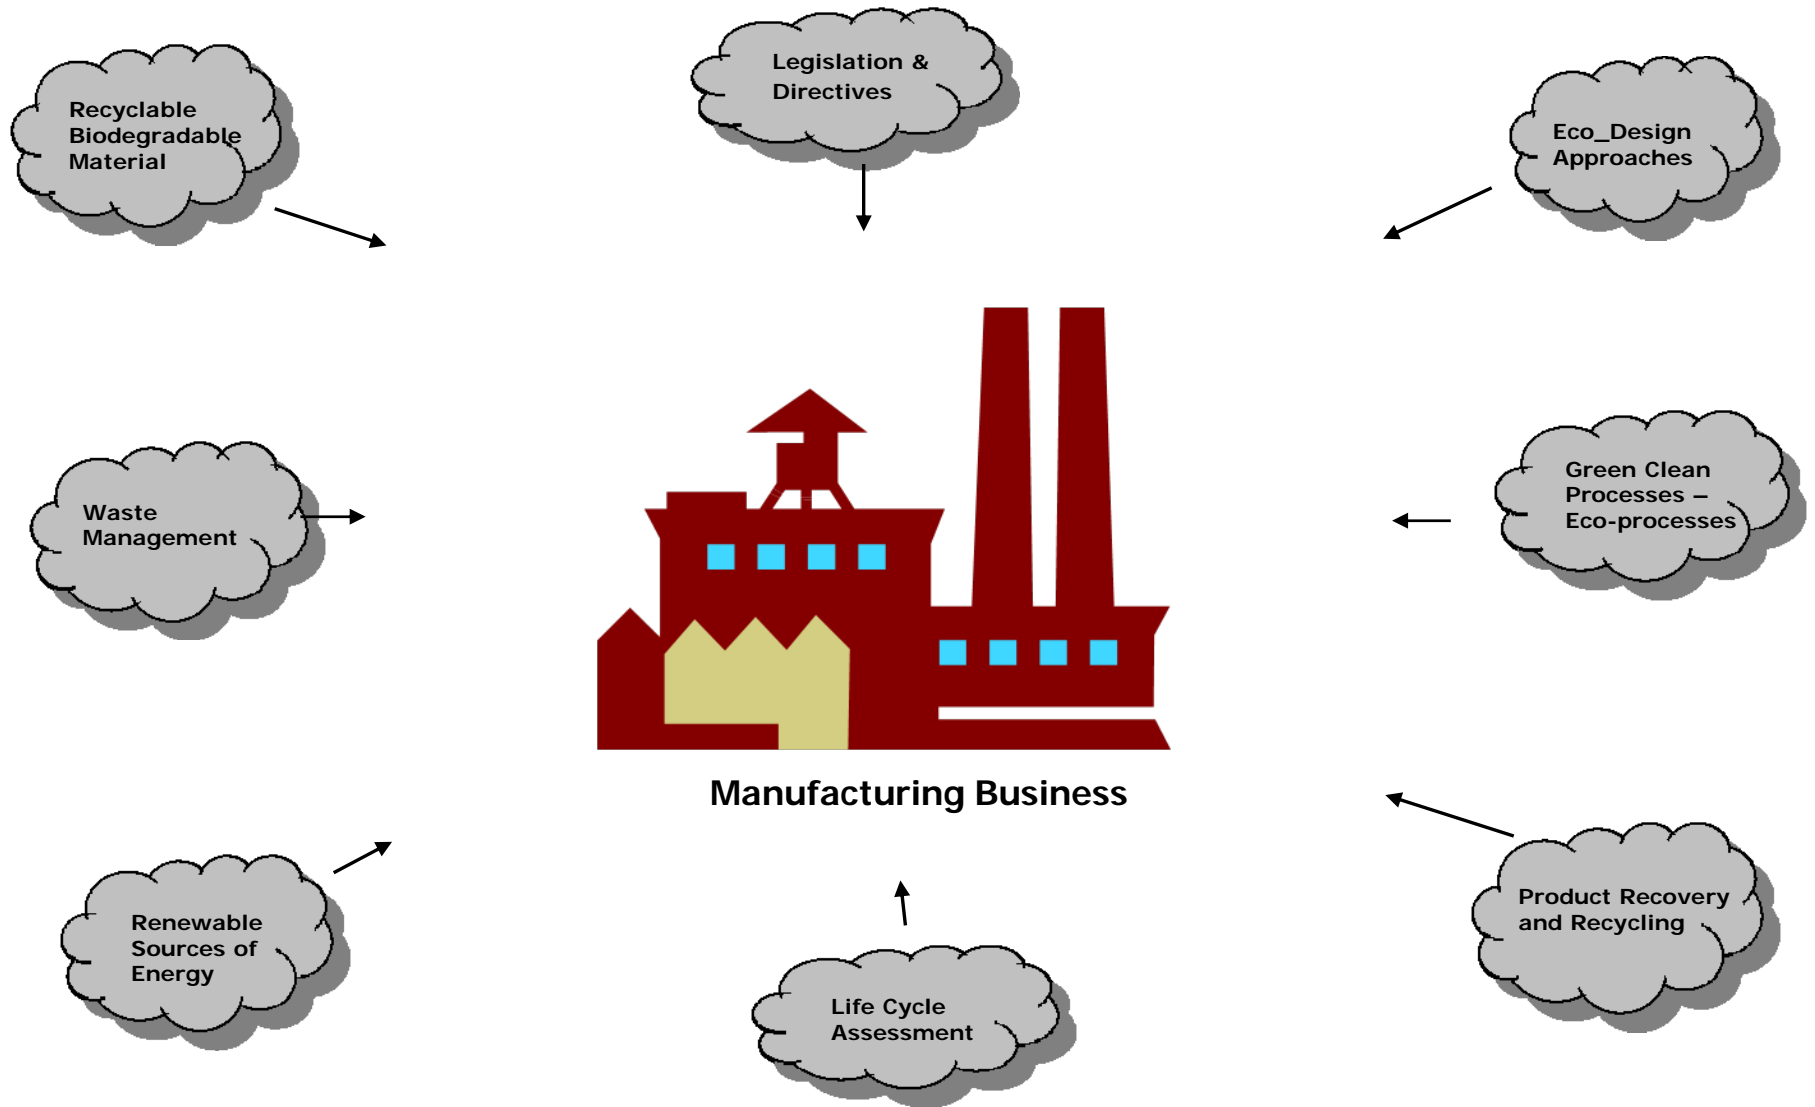 Legislation &
Directives
Recyclable
Biodegradable
Material
Eco_Design
Approaches
Waste
Management
Green Clean
Processes –
Eco-processes
Manufacturing Business
Renewable
Sources of
Energy
Life Cycle
Assessment
Product Recovery
and Recycling